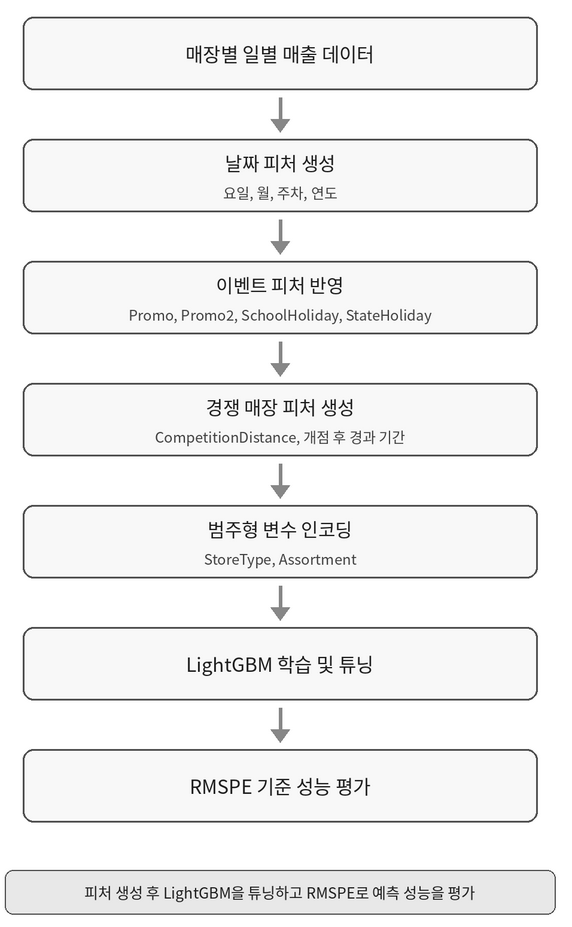 매장별 일별 매출 데이터
날짜 피처 생성
요일, 월, 주차, 연도
이벤트 피처 반영
Promo, Promo2, SchoolHoliday, StateHoliday
경쟁 매장 피처 생성
CompetitionDistance, 개점 후 경과 기간
범주형 변수 인코딩
StoreType, Assortment
LightGBM 학습 및 튜닝
RMSPE 기준 성능 평가
피처 생성 후 LightGBM을 튜닝하고 RMSPE로 예측 성능을 평가